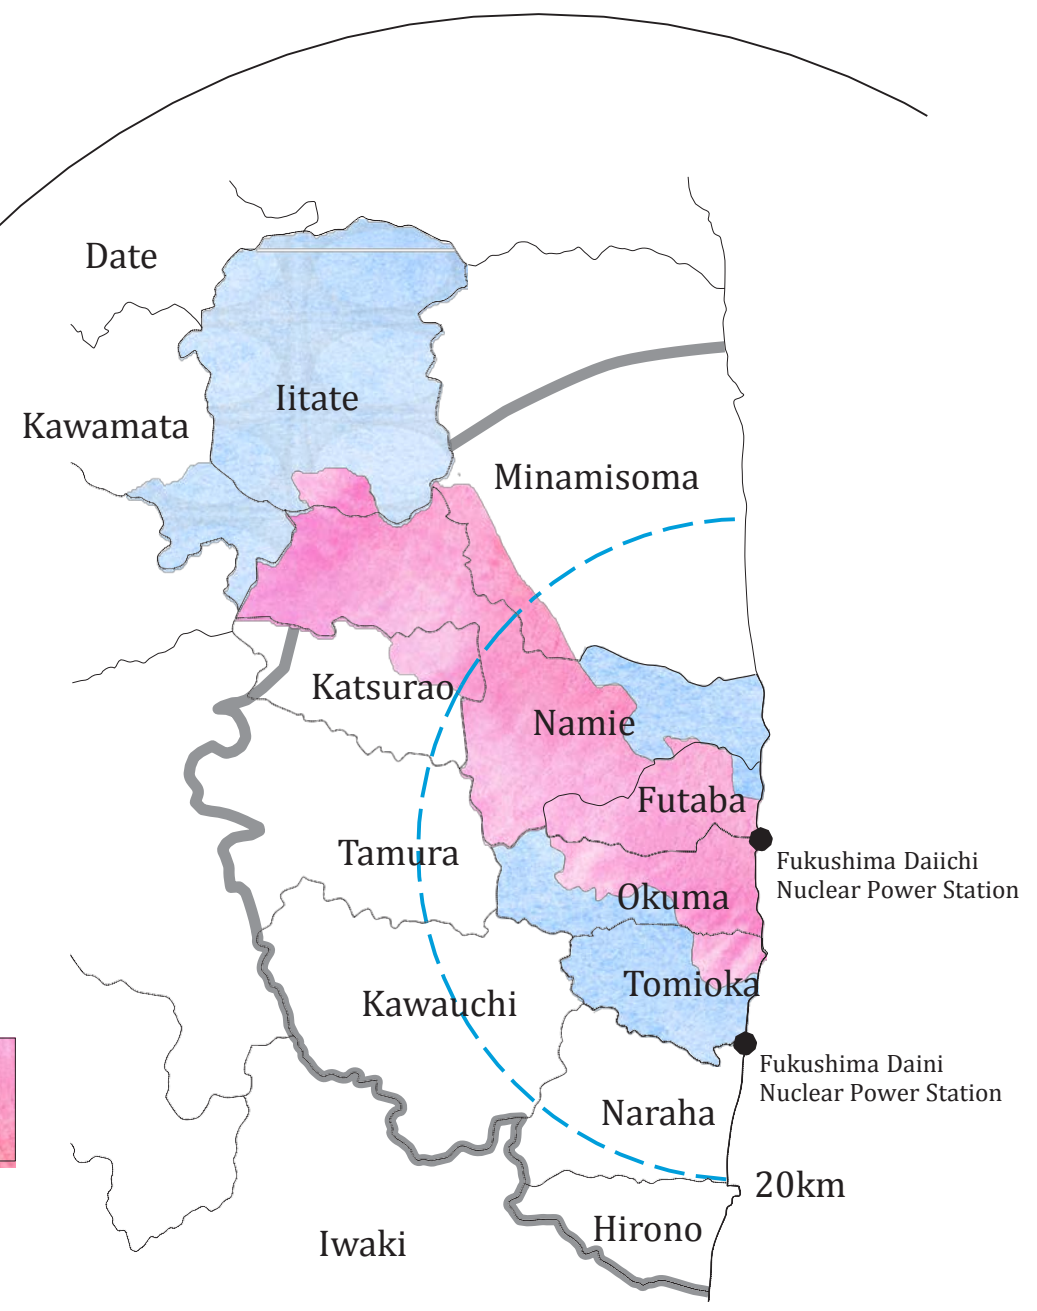 Date
Iitate
Kawamata
Minamisoma
Katsurao
Namie
Futaba
Tamura
Fukushima Daiichi
Nuclear Power Station
Okuma
Tomioka
Kawauchi
Fukushima Daini
Nuclear Power Station
Naraha
20km
Hirono
Iwaki